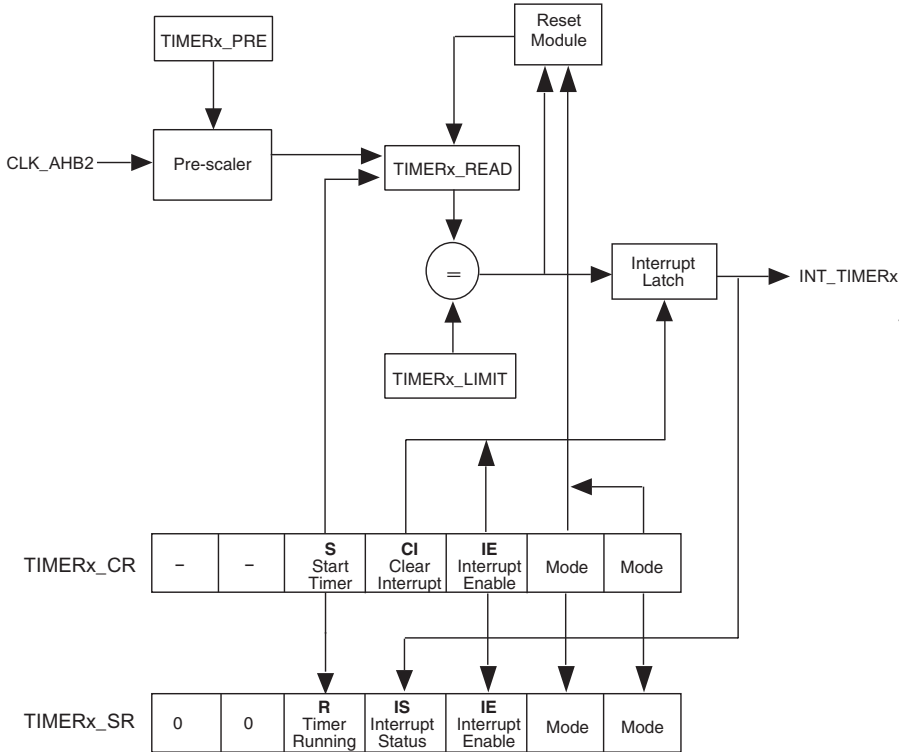 TIMERx_PRE
Reset
Module
CLK_AHB2
Pre-scaler
TIMERx_READ
=
Interrupt
Latch
INT_TIMERx
TIMERx_LIMIT
TIMERx_CR
–
–
S
Start
Timer
CI
Clear
Interrupt
IE
Interrupt
Enable
Mode
Mode
TIMERx_SR
0
0
R
Timer
Running
IS
Interrupt
Status
IE
Interrupt
Enable
Mode
Mode